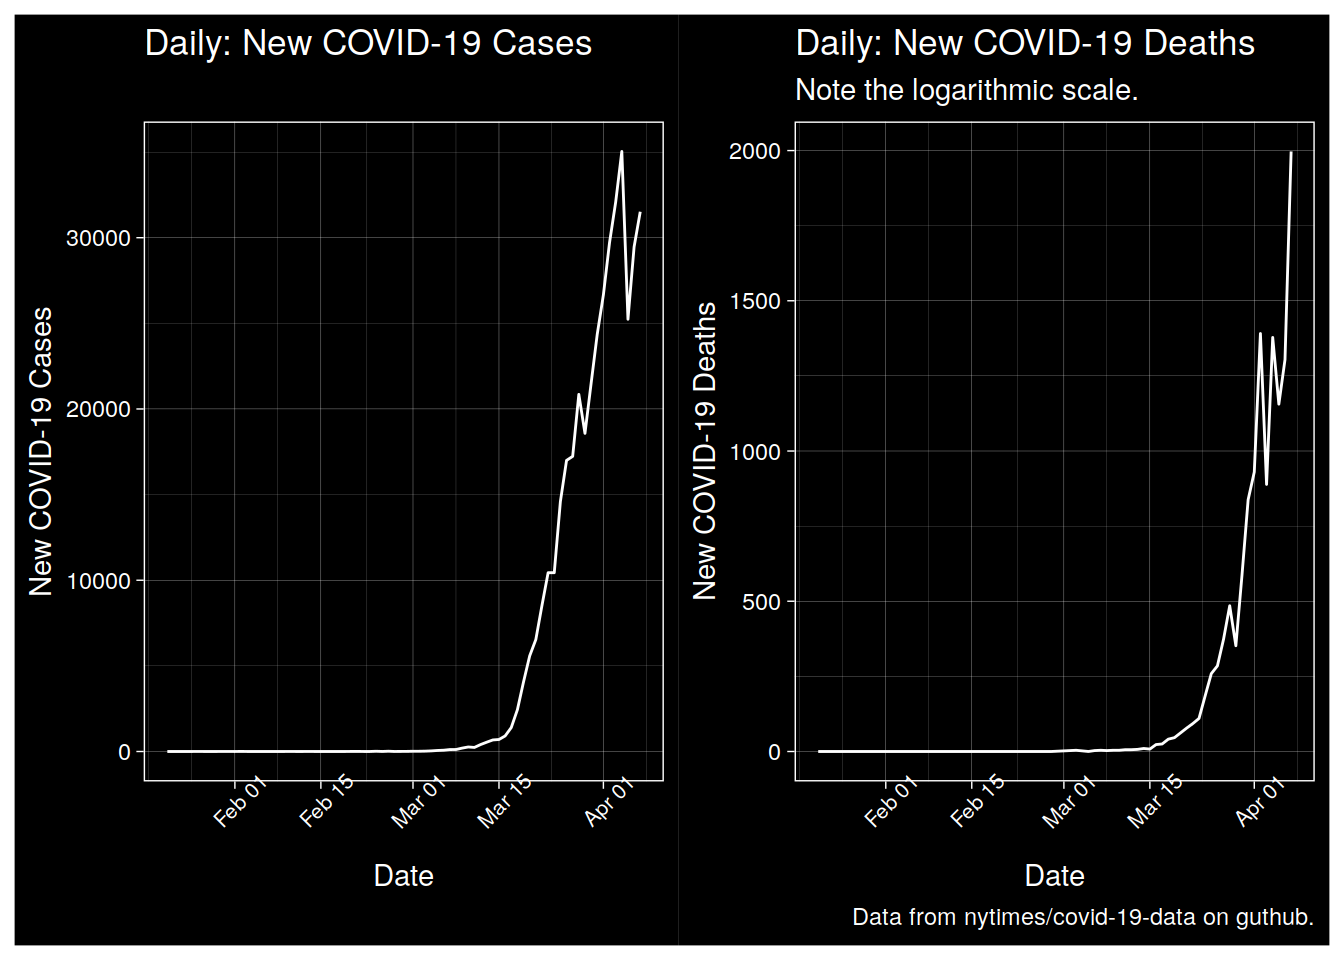 Daily: New COVID-19 Cases
New COVID-19 Cases
30000
20000
10000
0
Feb 01
Feb 15
Mar 01
Mar 15
Apr 01
Date
Daily: New COVID-19 Deaths
Note the logarithmic scale.
New COVID-19 Deaths
2000
1500
1000
500
0
Feb 01
Feb 15
Mar 01
Mar 15
Apr 01
Date
Data from nytimes/covid-19-data on guthub.